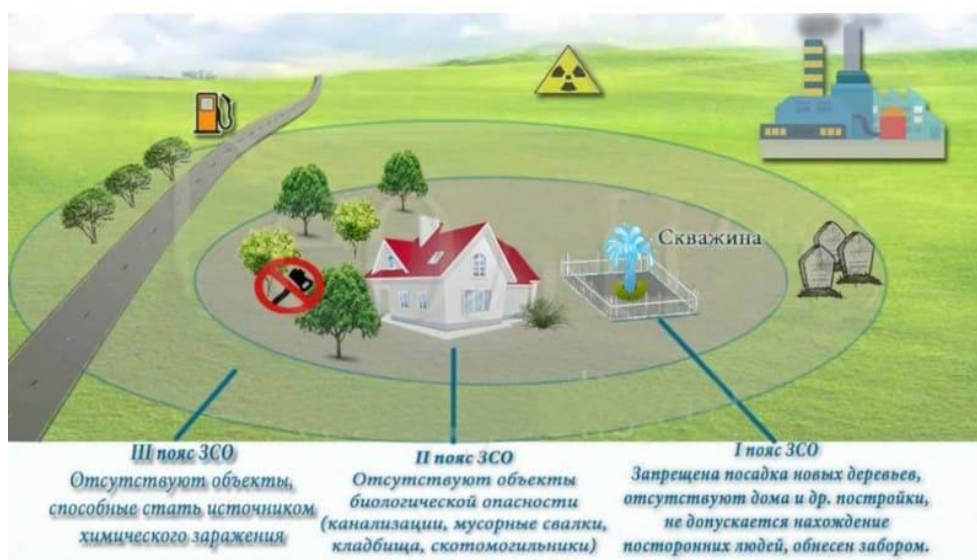 Скважина
III пояс ЗСО
Отсутствуют объекты,
способные стать источником
химического заражения
II пояс ЗСО
Отсутствуют объекты
биологической опасности
(канализации, мусорные свалки,
кладбища, скотомогильники)
I пояс ЗСО
Запрещена посадка новых деревьев,
отсутствуют дома и др. постройки,
не допускается нахождение
посторонних людей, обнесен забором.